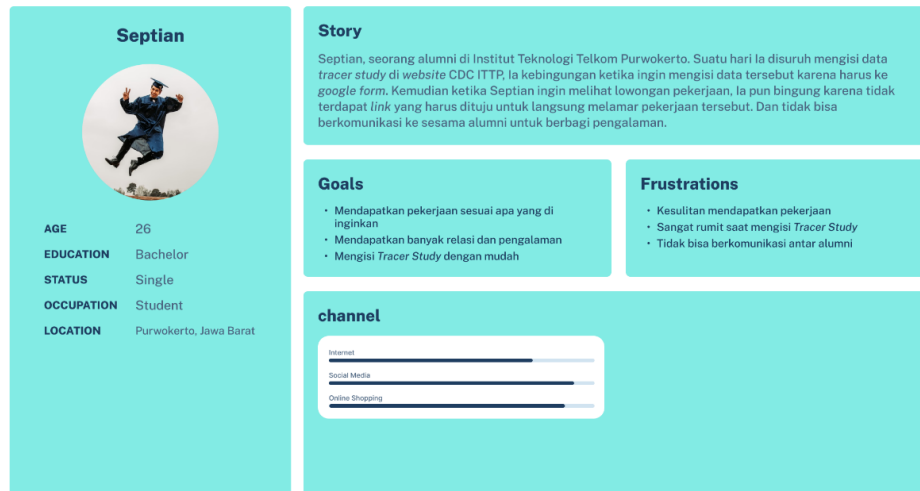 Septian
AGE 26
EDUCATION Bachelor
STATUS Single
OCCUPATION Student
LOCATION Purwokerto, Jawa Barat
Story
Septian, seorang alumni di Institut Teknologi Telkom Purwokerto. Suatu hari Ia disuruh mengisi data
tracer study di website CDC ITTP, Ia kebingungan ketika ingin mengisi data tersebut karena harus ke
google form. Kemudian ketika Septian ingin melihat lowongan pekerjaan, Ia pun bingung karena tidak
terdapat link yang harus dituju untuk langsung melamar pekerjaan tersebut. Dan tidak bisa
berkomunikasi ke sesama alumni untuk berbagi pengalaman.
Goals
• Mendapatkan pekerjaan sesuai apa yang di
inginkan
• Mendapatkan banyak relasi dan pengalaman
• Mengisi Tracer Study dengan mudah
Frustrations
• Kesulitan mendapatkan pekerjaan
• Sangat rumit saat mengisi Tracer Study
• Tidak bisa berkomunikasi antar alumni
channel
Internet
Social Media
Online Shopping